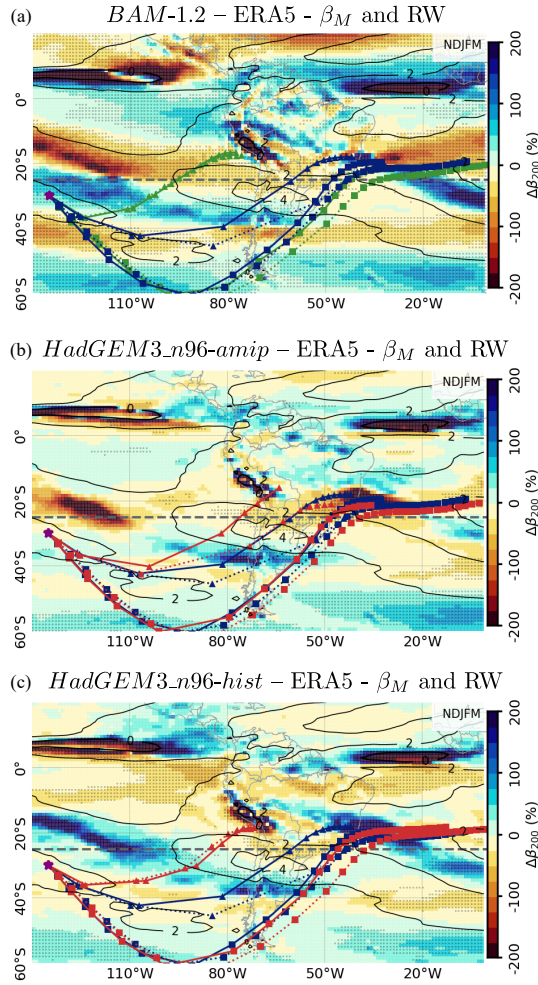 (a) BAM-1.2 – ERA5 - β_M and RW
NDJFM
0°
20°S
40°S
60°S
110°W 80°W 50°W 20°W
0
2
0
2
0
4
2
2
0
200
100
0
-100
-200
Δβ₂₀₀ (%)
(b) HadGEM3_n96-amip – ERA5 - β_M and RW
NDJFM
0°
20°S
40°S
60°S
110°W 80°W 50°W 20°W
0
2
0
2
4
2
2
200
100
0
-100
-200
Δβ₂₀₀ (%)
(c) HadGEM3_n96-hist – ERA5 - β_M and RW
NDJFM
0°
20°S
40°S
60°S
110°W 80°W 50°W 20°W
0
2
0
2
4
2
2
200
100
0
-100
-200
Δβ₂₀₀ (%)